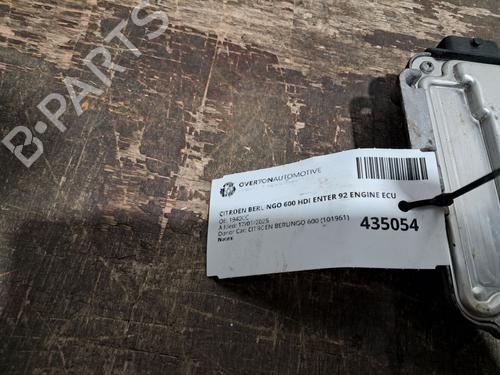 B-PARTS
OVERTONAUTOMOTIVE
CITROEN BERLINGO 600 HDI ENTER 92 ENGINE ECU
Donor Car: CITROEN BERLINGO 600 (101961)
Notes:
435054